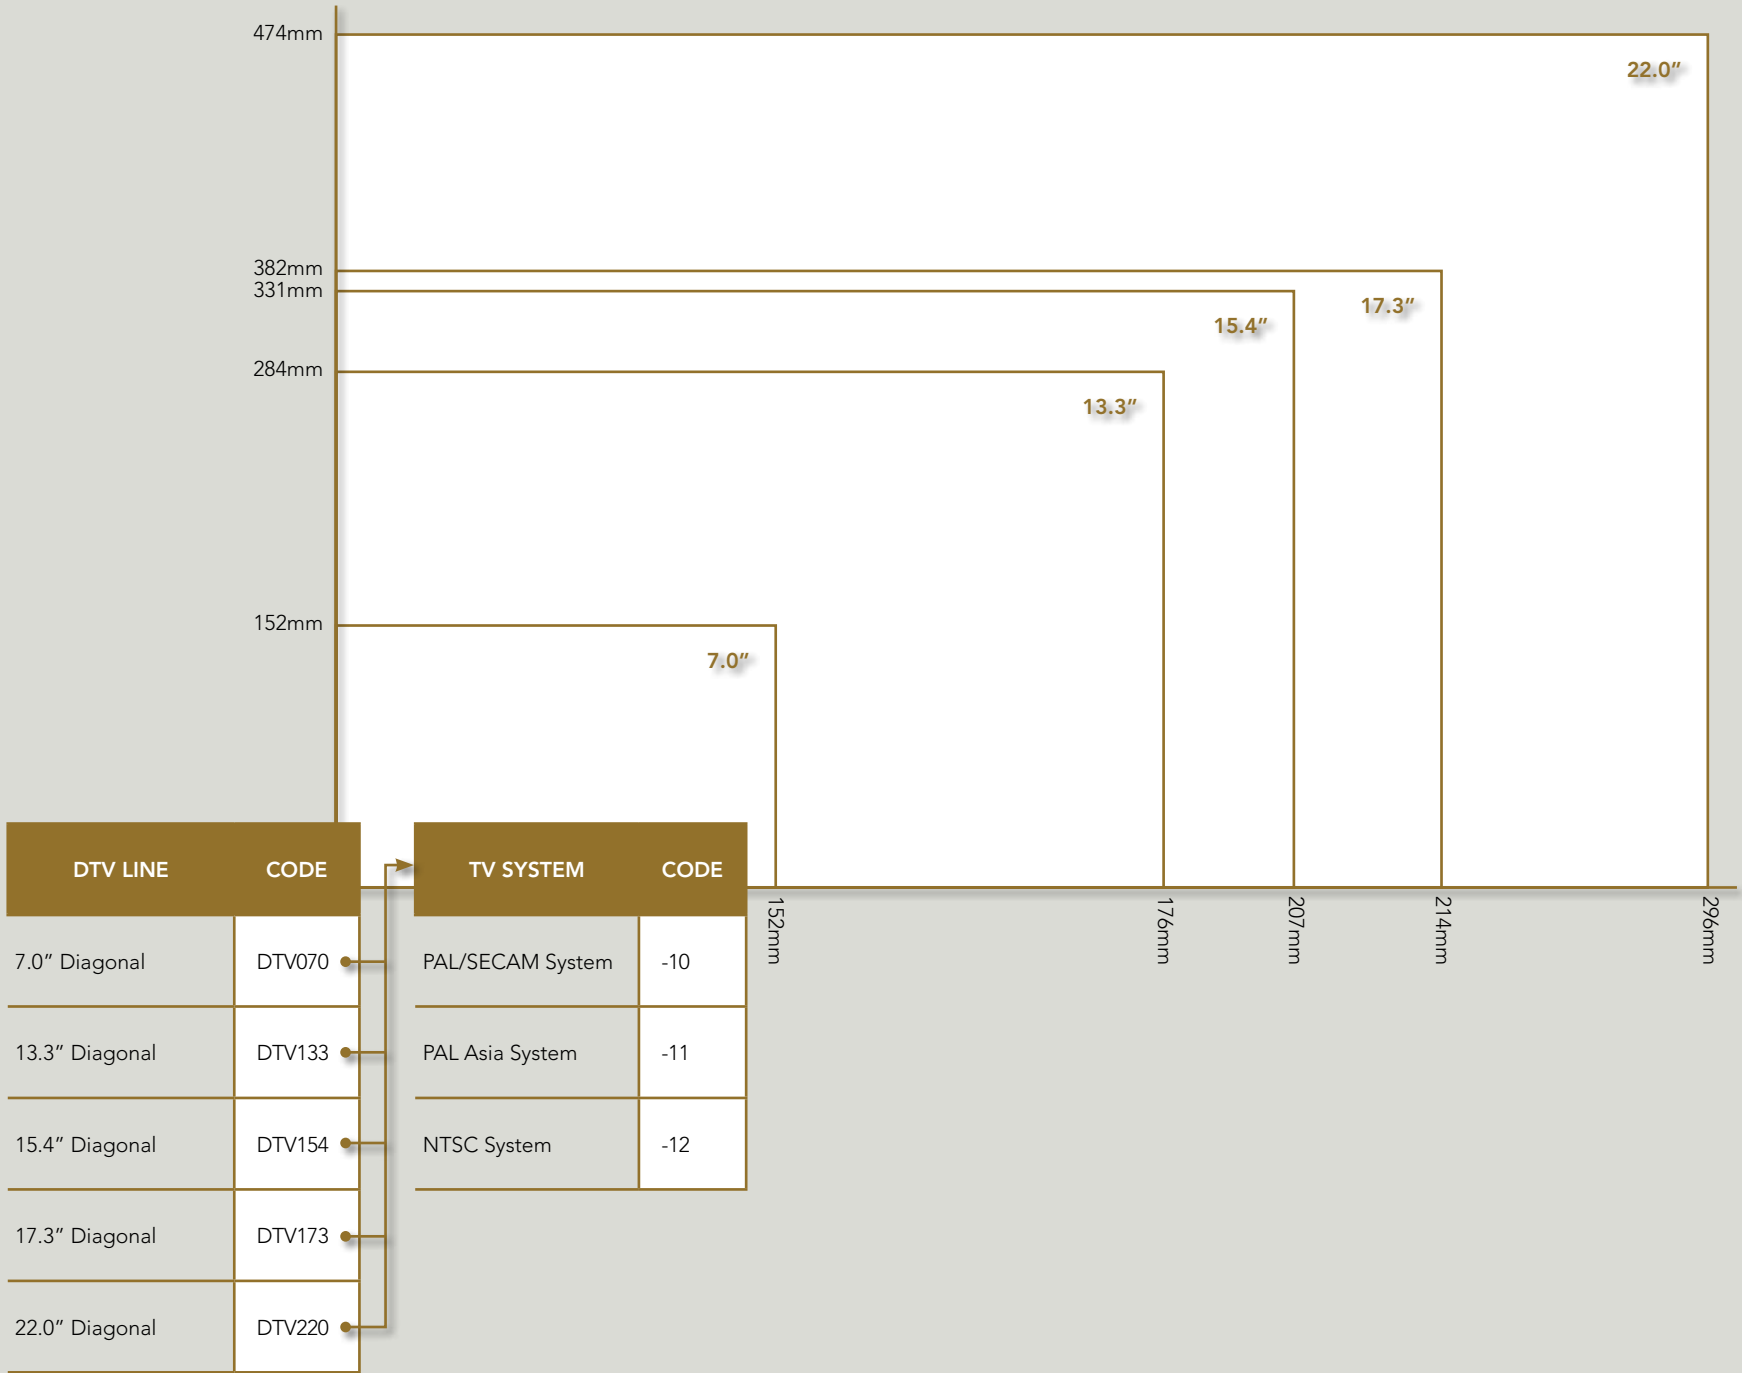 474mm
22.0"
382mm
331mm
17.3"
15.4"
284mm
13.3"
152mm
7.0"
152mm
176mm
207mm
214mm
296mm
DTV LINE CODE
7.0" Diagonal DTV070
13.3" Diagonal DTV133
15.4" Diagonal DTV154
17.3" Diagonal DTV173
22.0" Diagonal DTV220
TV SYSTEM CODE
PAL/SECAM System -10
PAL Asia System -11
NTSC System -12